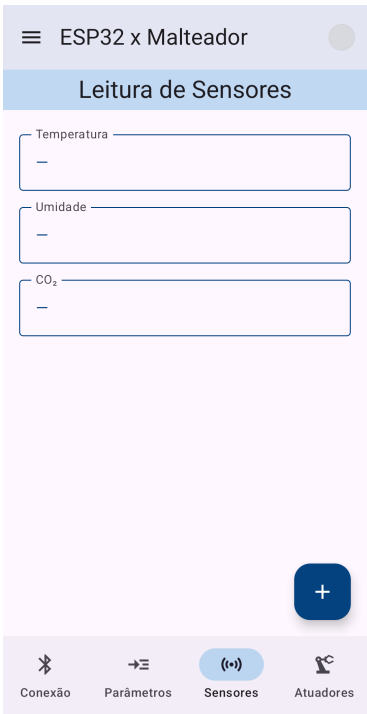 ESP32 x Malteador
Leitura de Sensores
Temperatura
–
Umidade
–
CO₂
–
+
Conexão Parâmetros Sensores Atuadores